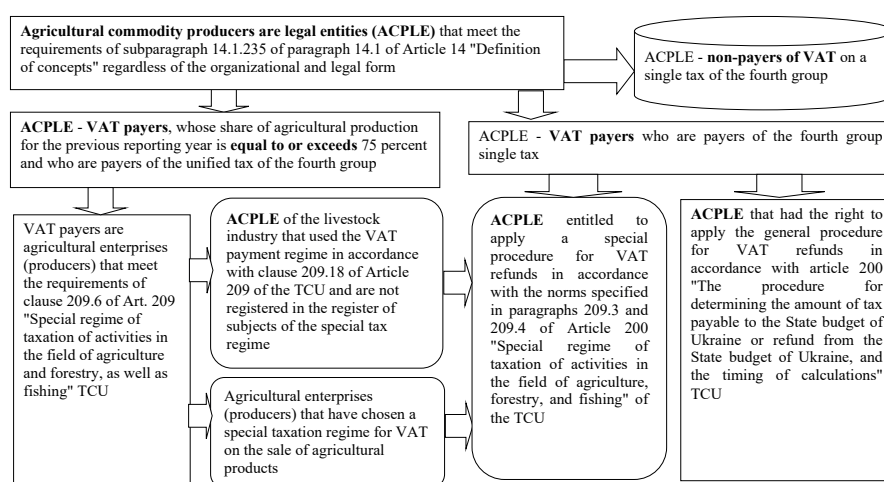 Agricultural commodity producers are legal entities (ACPLE) that meet the
requirements of subparagraph 14.1.235 of paragraph 14.1 of Article 14 "Definition
of concepts" regardless of the organizational and legal form
ACPLE - non-payers of VAT on a
single tax of the fourth group
ACPLE - VAT payers, whose share of agricultural production
for the previous reporting year is equal to or exceeds 75 percent
and who are payers of the unified tax of the fourth group
ACPLE - VAT payers who are payers of the fourth group
single tax
VAT payers are
agricultural enterprises
(producers) that meet
the requirements of
clause 209.6 of Art. 209
"Special regime of
taxation of activities in
the field of agriculture
and forestry, as well as
fishing" TCU
ACPLE of the livestock
industry that used the VAT
payment regime in accordance
with clause 209.18 of Article
209 of the TCU and are not
registered in the register of
subjects of the special tax
regime
Agricultural enterprises
(producers) that have chosen a
special taxation regime for VAT
on the sale of agricultural
products
ACPLE entitled to
apply a special
procedure for VAT
refunds in accordance
with the norms specified
in paragraphs 209.3 and
209.4 of Article 200
"Special regime of
taxation of activities in
the field of agriculture,
forestry, and fishing" of
the TCU
ACPLE that had the right to
apply the general procedure
for VAT refunds in
accordance with article 200
"The procedure for
determining the amount of tax
payable to the State budget of
Ukraine or refund from the
State budget of Ukraine, and
the timing of calculations"
TCU